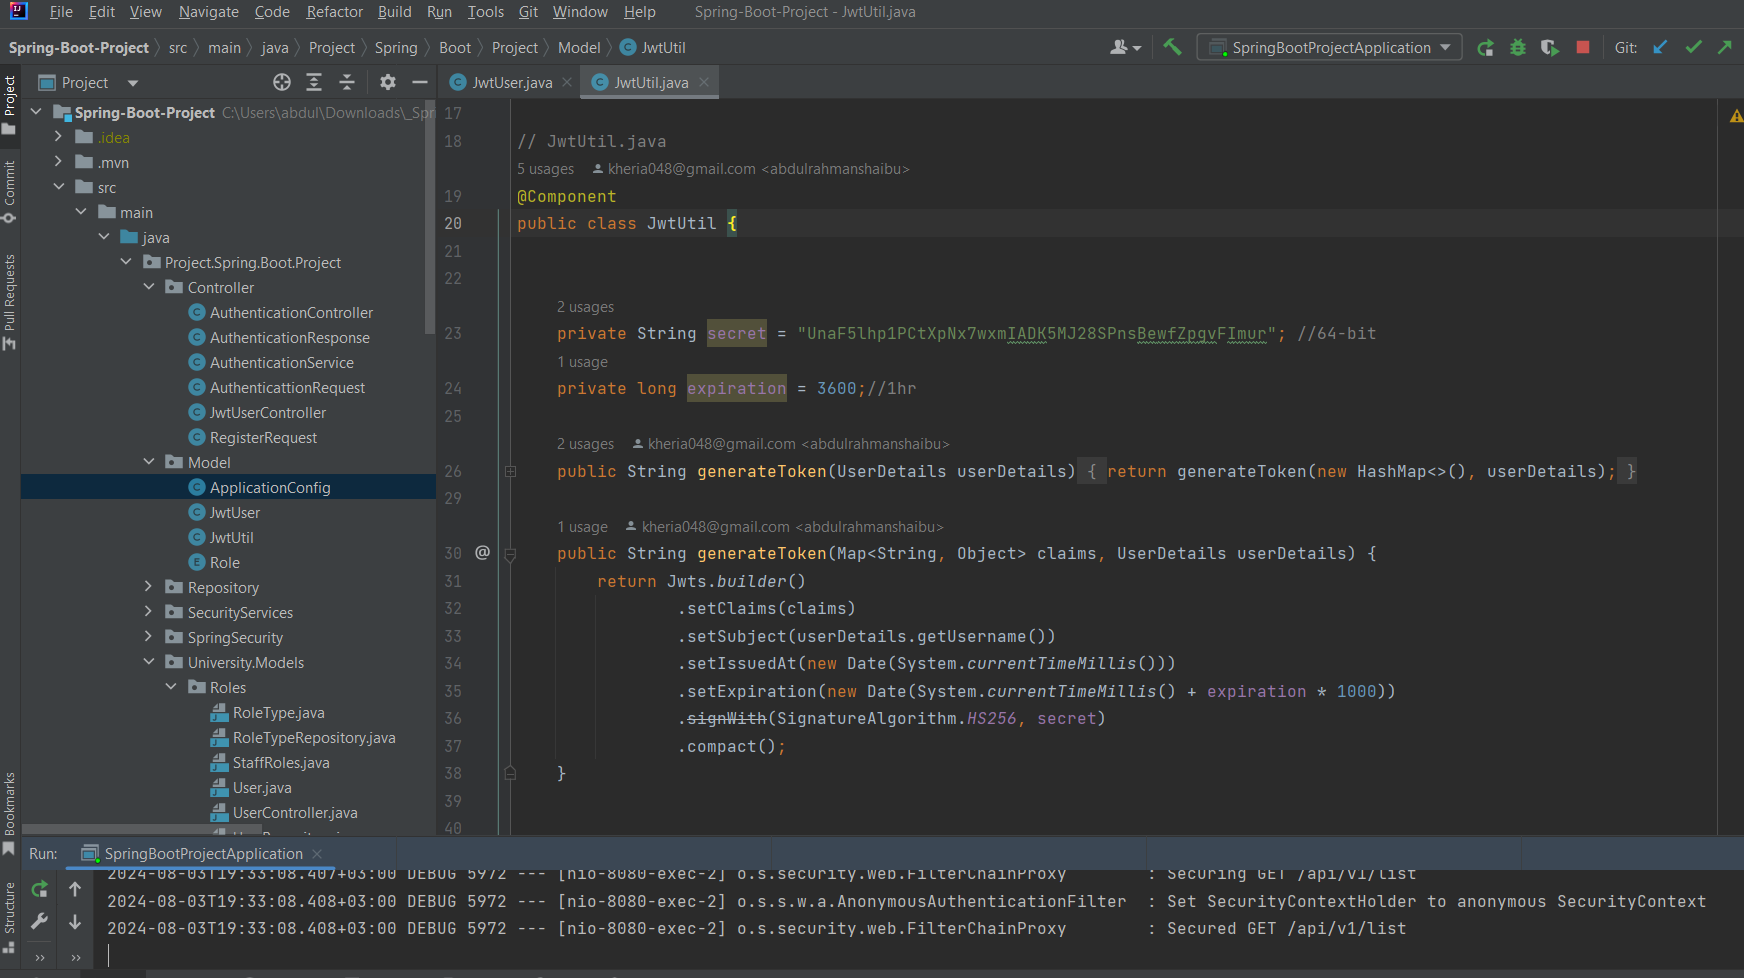 File Edit View Navigate Code Refactor Build Run Tools Git Window Help Spring-Boot-Project - JwtUtil.java
Spring-Boot-Project src main java Project Spring Boot Project Model JwtUtil SpringBootProjectApplication Git:
Project JwtUser.java JwtUtil.java
Project
Commit
Pull Requests
Bookmarks
Structure
Spring-Boot-Project C:\Users\abdul\Downloads\_Spr
.idea
.mvn
src
main
java
Project.Spring.Boot.Project
Controller
AuthenticationController
AuthenticationResponse
AuthenticationService
AuthenticattionRequest
JwtUserController
RegisterRequest
Model
ApplicationConfig
JwtUser
JwtUtil
Role
Repository
SecurityServices
SpringSecurity
University.Models
Roles
RoleType.java
RoleTypeRepository.java
StaffRoles.java
User.java
UserController.java
17
18 // JwtUtil.java
5 usages kheria048@gmail.com <abdulrahmanshaibu>
19 @Component
20 public class JwtUtil {
21
22
2 usages
23 private String secret = "UnaF5lhp1PCtXpNx7wxmIADK5MJ28SPnsBewfZpgvFImur"; //64-bit
1 usage
24 private long expiration = 3600;//1hr
25
2 usages kheria048@gmail.com <abdulrahmanshaibu>
26 public String generateToken(UserDetails userDetails) { return generateToken(new HashMap<>(), userDetails); }
29
1 usage kheria048@gmail.com <abdulrahmanshaibu>
30 @ public String generateToken(Map<String, Object> claims, UserDetails userDetails) {
31 return Jwts.builder()
32 .setClaims(claims)
33 .setSubject(userDetails.getUsername())
34 .setIssuedAt(new Date(System.currentTimeMillis()))
35 .setExpiration(new Date(System.currentTimeMillis() + expiration * 1000))
36 .signWith(SignatureAlgorithm.HS256, secret)
37 .compact();
38 }
39
40
Run: SpringBootProjectApplication
2024-08-03T19:33:08.407+03:00 DEBUG 5972 --- [nio-8080-exec-2] o.s.security.web.FilterChainProxy : Securing GET /api/v1/list
2024-08-03T19:33:08.408+03:00 DEBUG 5972 --- [nio-8080-exec-2] o.s.s.w.a.AnonymousAuthenticationFilter : Set SecurityContextHolder to anonymous SecurityContext
2024-08-03T19:33:08.408+03:00 DEBUG 5972 --- [nio-8080-exec-2] o.s.security.web.FilterChainProxy : Secured GET /api/v1/list